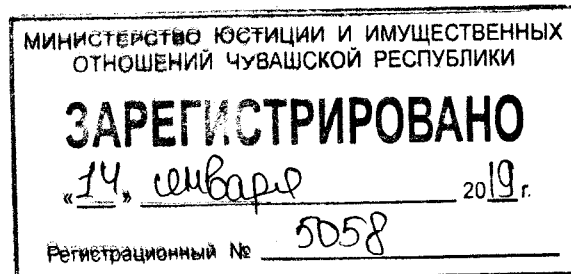 МИНИСТЕРСТВО ЮСТИЦИИ И ИМУЩЕСТВЕННЫХ
ОТНОШЕНИЙ ЧУВАШСКОЙ РЕСПУБЛИКИ
ЗАРЕГИСТРИРОВАНО
«14» января 2019 г.
Регистрационный № 5058